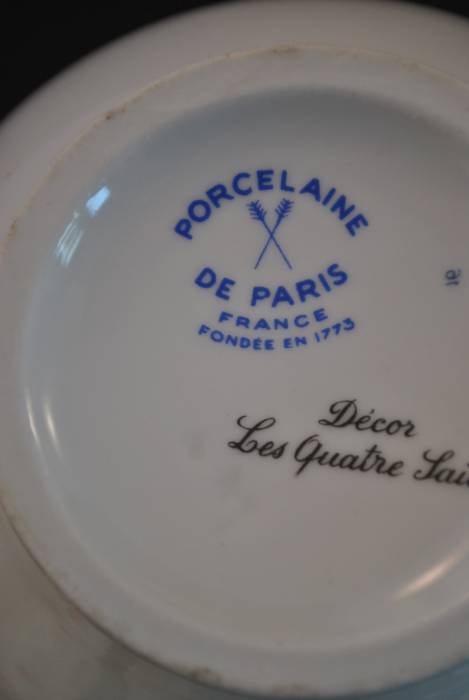 PORCELAINE
DE PARIS
FRANCE
FONDÉE EN 1773
Décor
Les Quatre